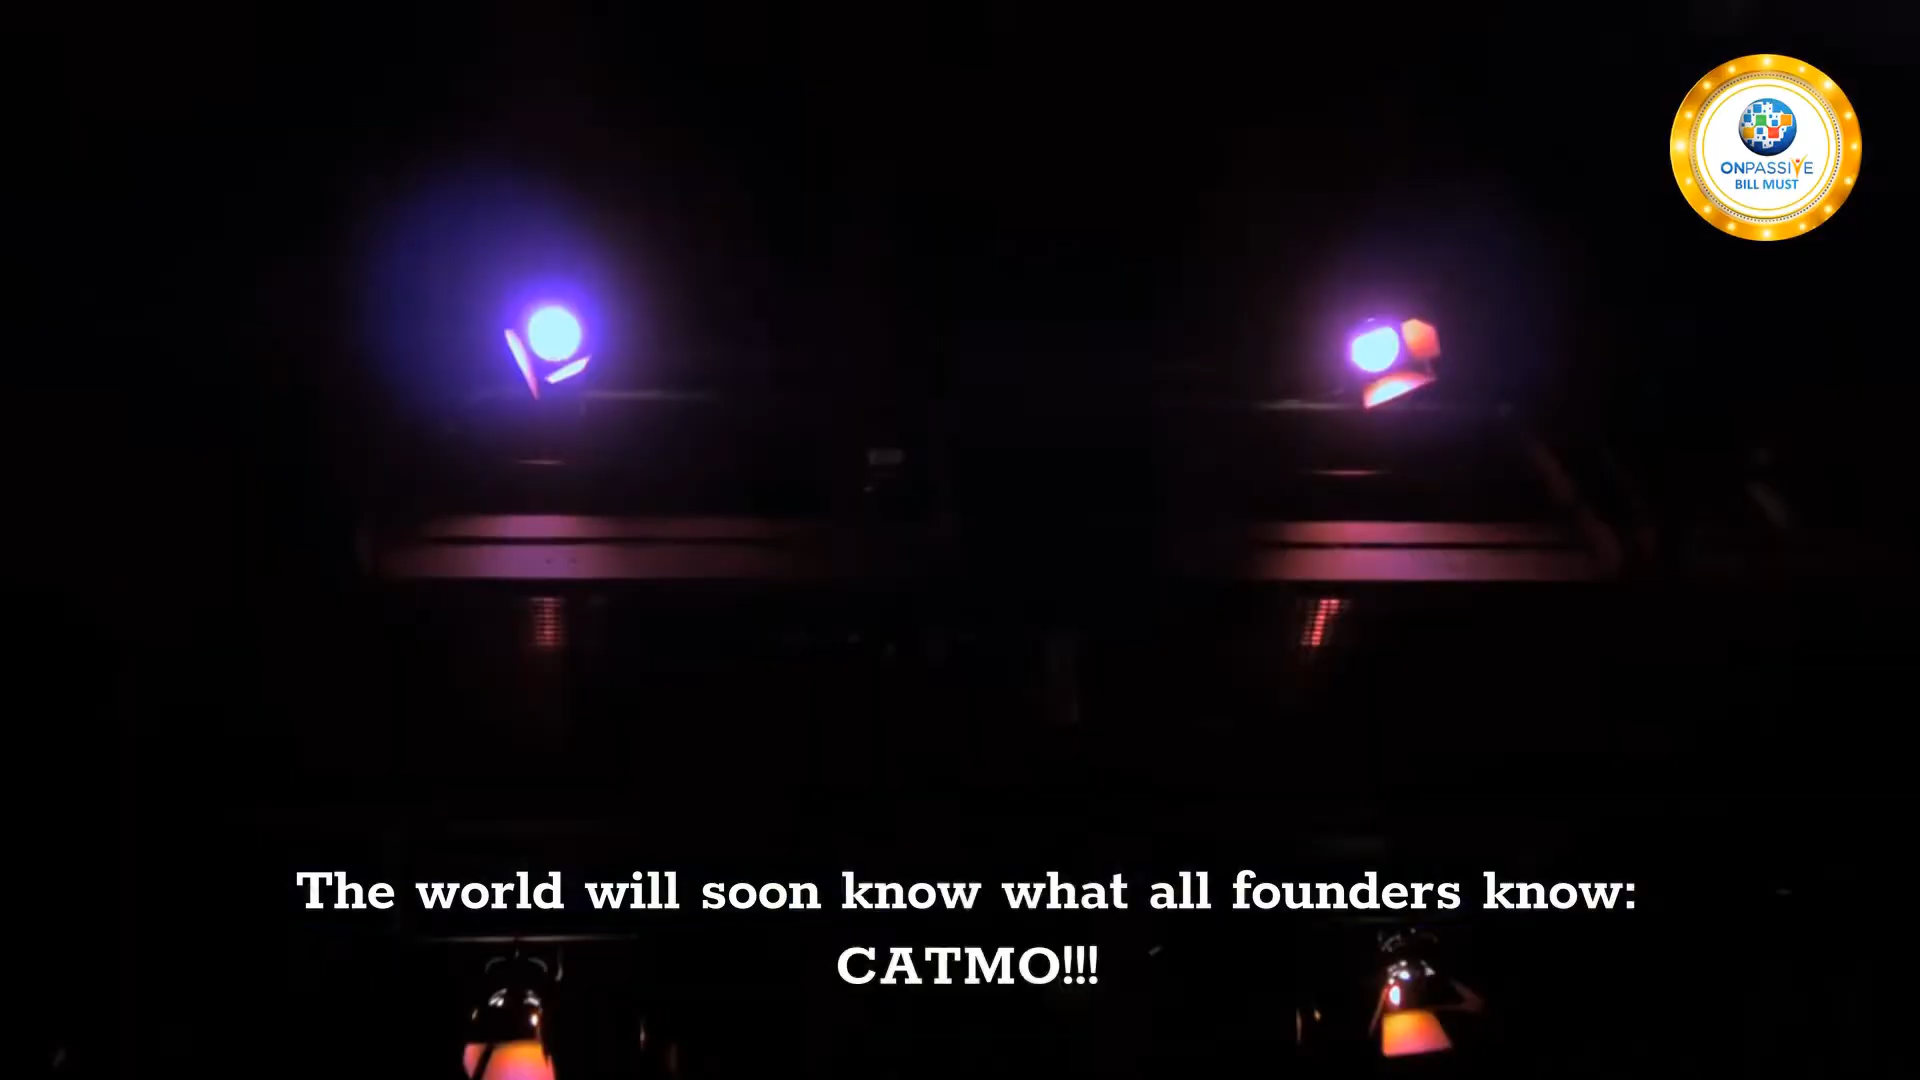 ONPASSIVE
BILL MUST
The world will soon know what all founders know:
CATMO!!!